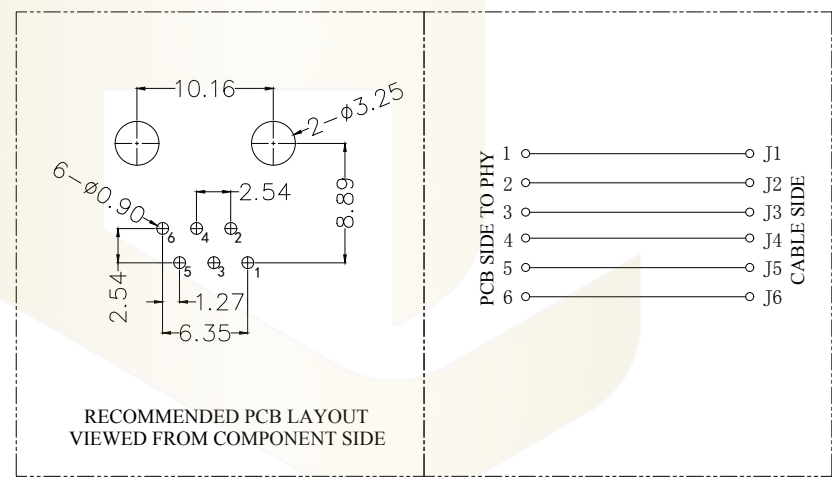 10.16
2-ø3.25
6-ø0.90
2.54
8.89
6 4 2
5 3 1
2.54
1.27
6.35
RECOMMENDED PCB LAYOUT
VIEWED FROM COMPONENT SIDE
PCB SIDE TO PHY
1 J1
2 J2
3 J3
4 J4
5 J5
6 J6
CABLE SIDE